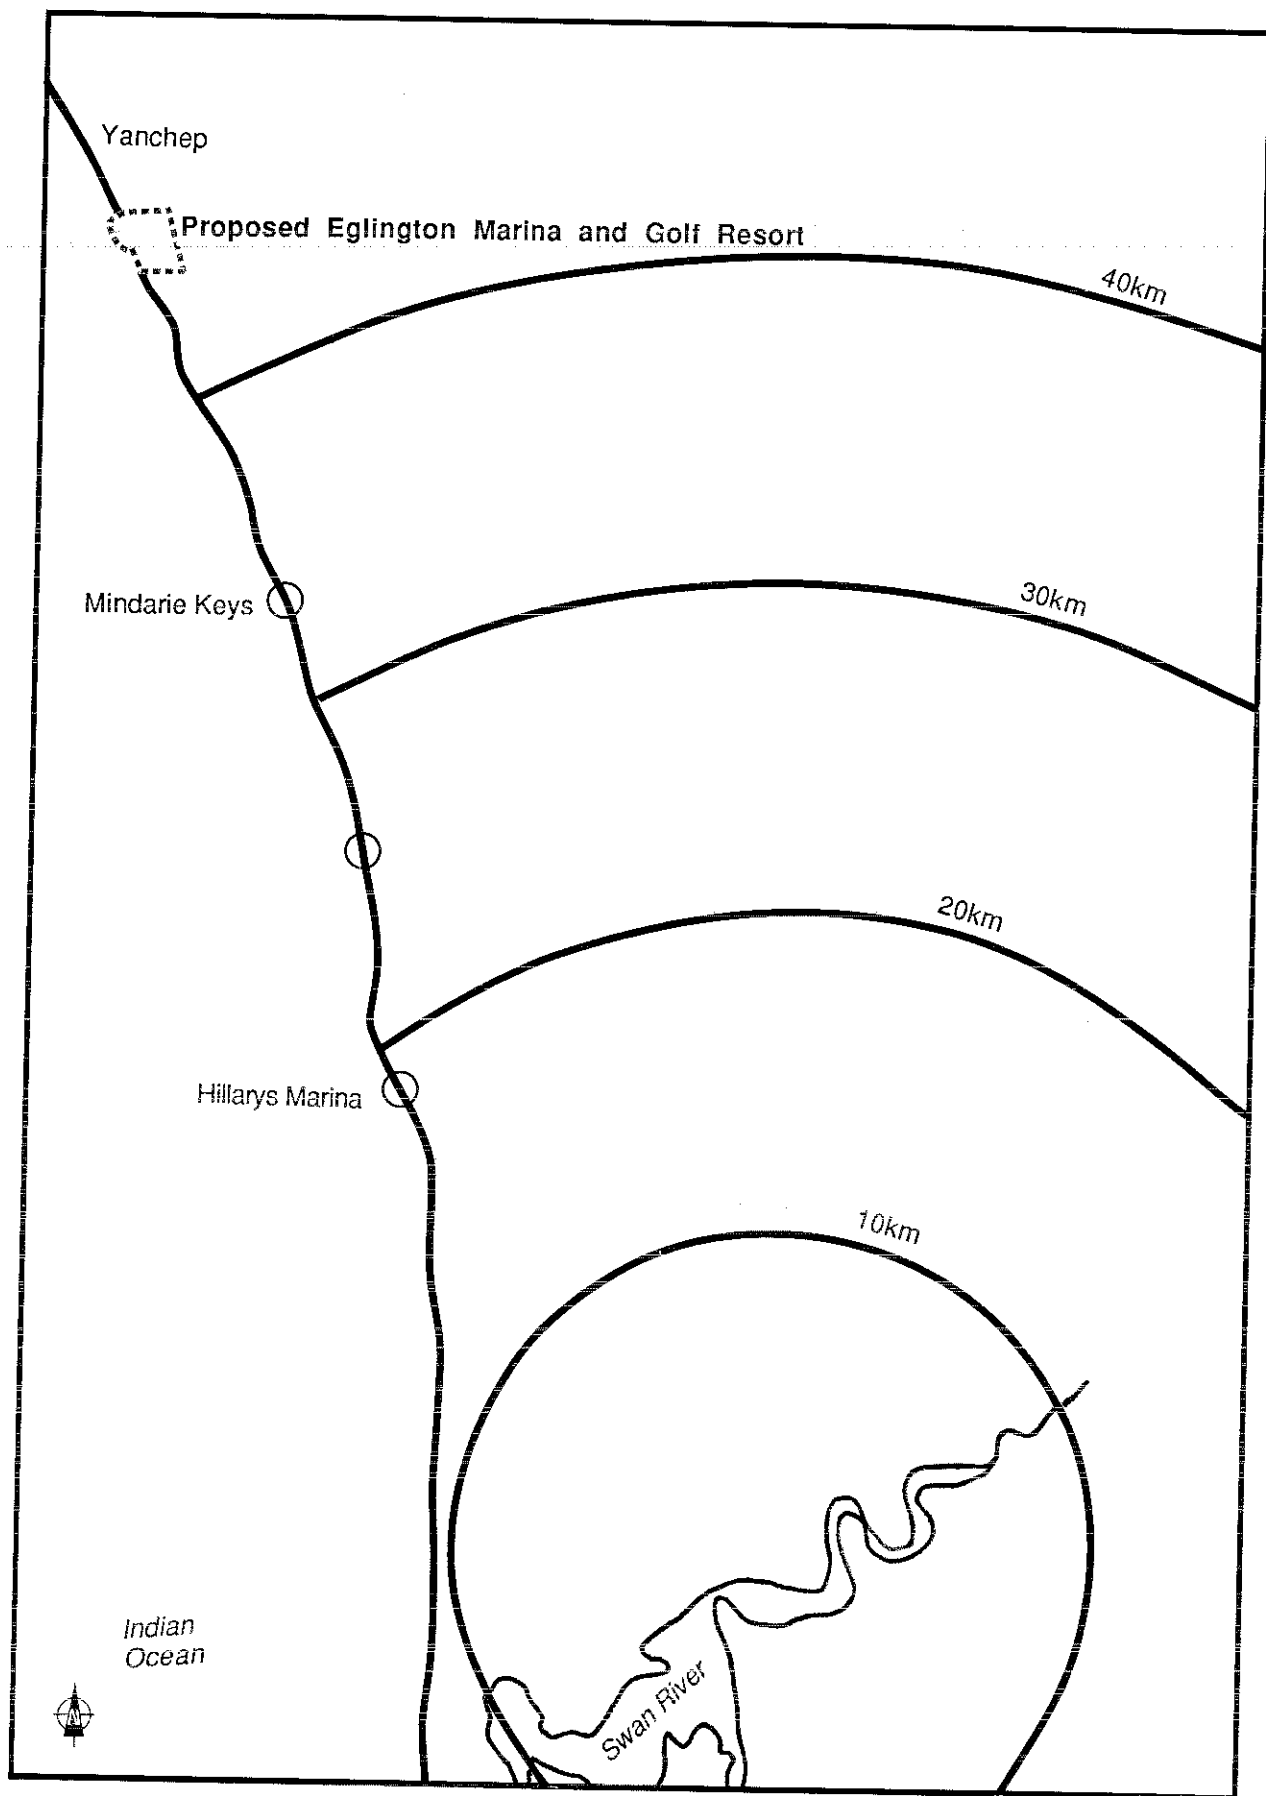 Yanchep
Proposed Eglington Marina and Golf Resort
40km
Mindarie Keys
30km
20km
Hillarys Marina
10km
Indian
Ocean
Swan River